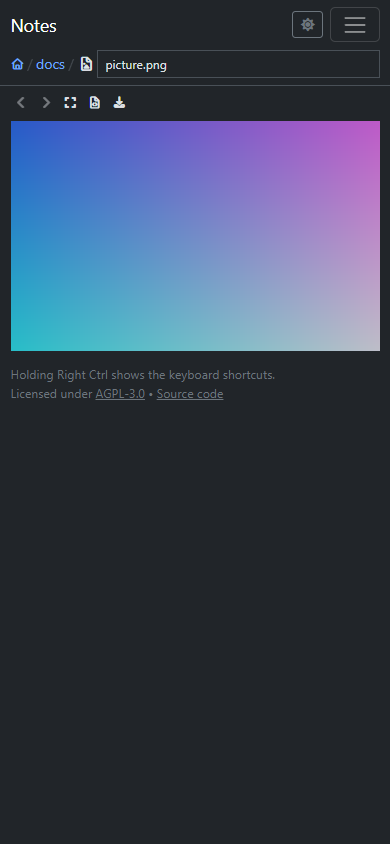 Notes
/ docs / picture.png
Holding Right Ctrl shows the keyboard shortcuts.
Licensed under AGPL-3.0 • Source code